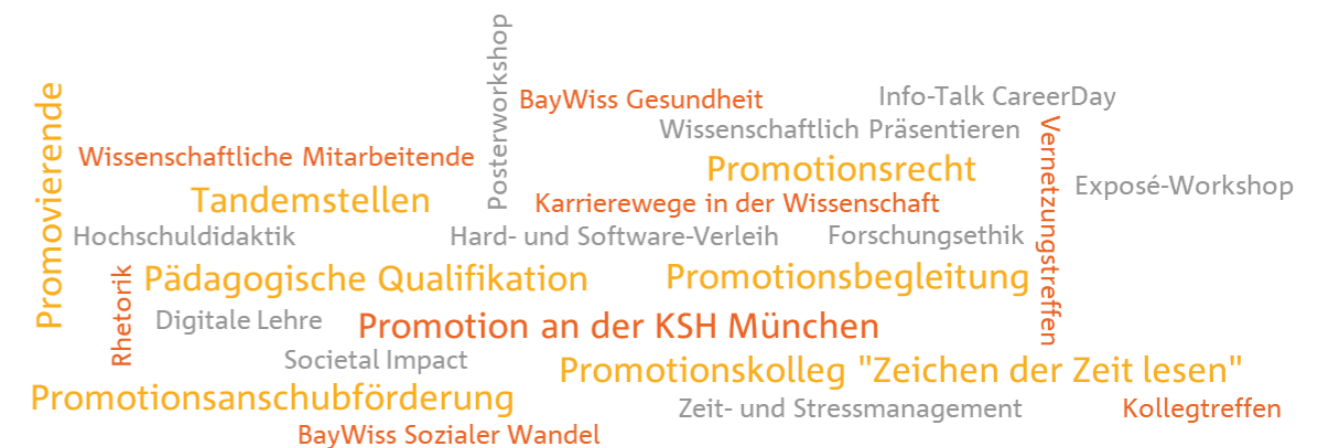 Posterworkshop
Promovierende
BayWiss Gesundheit
Info-Talk CareerDay
Wissenschaftlich Präsentieren
Vernetzungstreffen
Wissenschaftliche Mitarbeitende
Promotionsrecht
Exposé-Workshop
Tandemstellen
Karrierewege in der Wissenschaft
Hochschuldidaktik
Hard- und Software-Verleih
Forschungsethik
Rhetorik
Pädagogische Qualifikation
Promotionsbegleitung
Digitale Lehre
Promotion an der KSH München
Societal Impact
Promotionskolleg "Zeichen der Zeit lesen"
Promotionsanschubförderung
Zeit- und Stressmanagement
Kollegtreffen
BayWiss Sozialer Wandel